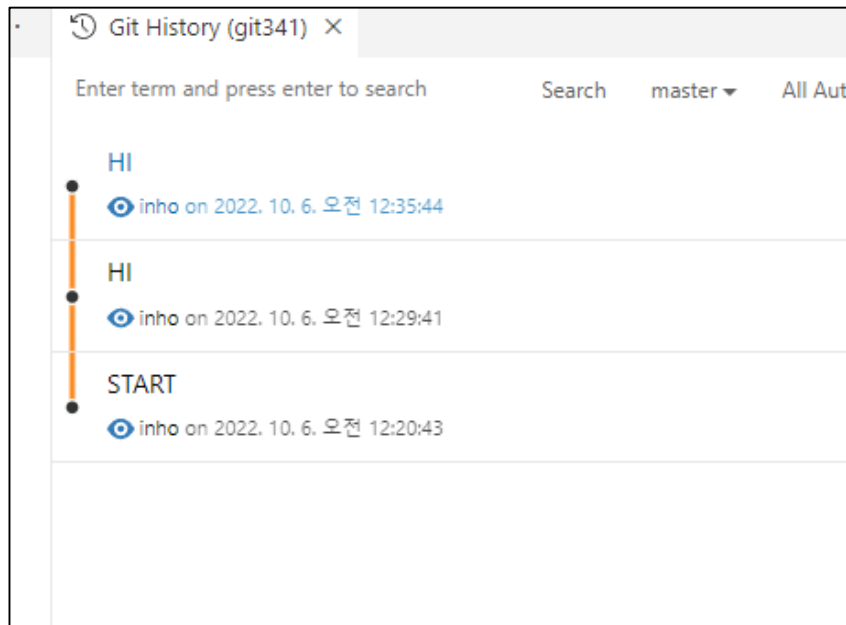 Git History (git341)
Enter term and press enter to search Search master All Aut
HI
inho on 2022. 10. 6. 오전 12:35:44
HI
inho on 2022. 10. 6. 오전 12:29:41
START
inho on 2022. 10. 6. 오전 12:20:43